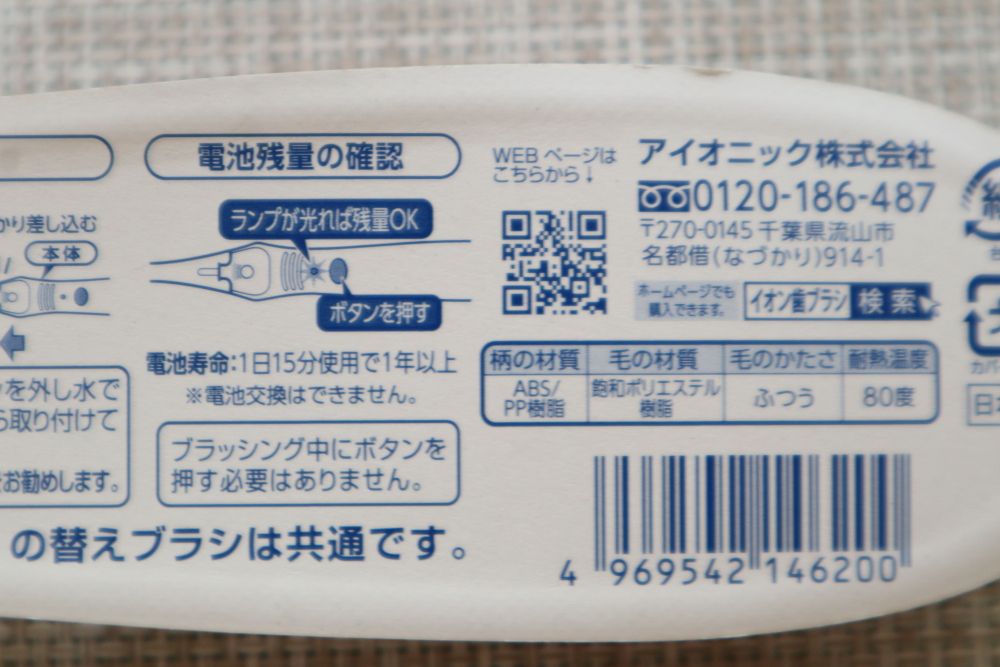 かり差し込む
本体
を外し水で
ら取り付けて
お勧めします。
電池残量の確認
ランプが光れば残量OK
ボタンを押す
電池寿命:1日15分使用で1年以上
※電池交換はできません。
ブラッシング中にボタンを
押す必要はありません。
の替えブラシは共通です。
WEBページは
こちらから↓
アイオニック株式会社
0120-186-487
〒270-0145 千葉県流山市
名都借(なづかり)914-1
ホームページでも
購入できます。
イオン歯ブラシ 検索
柄の材質 毛の材質 毛のかたさ 耐熱温度
ABS/
PP樹脂
飽和ポリエステル
樹脂
ふつう
80度
4 969542 146200
カバー
日